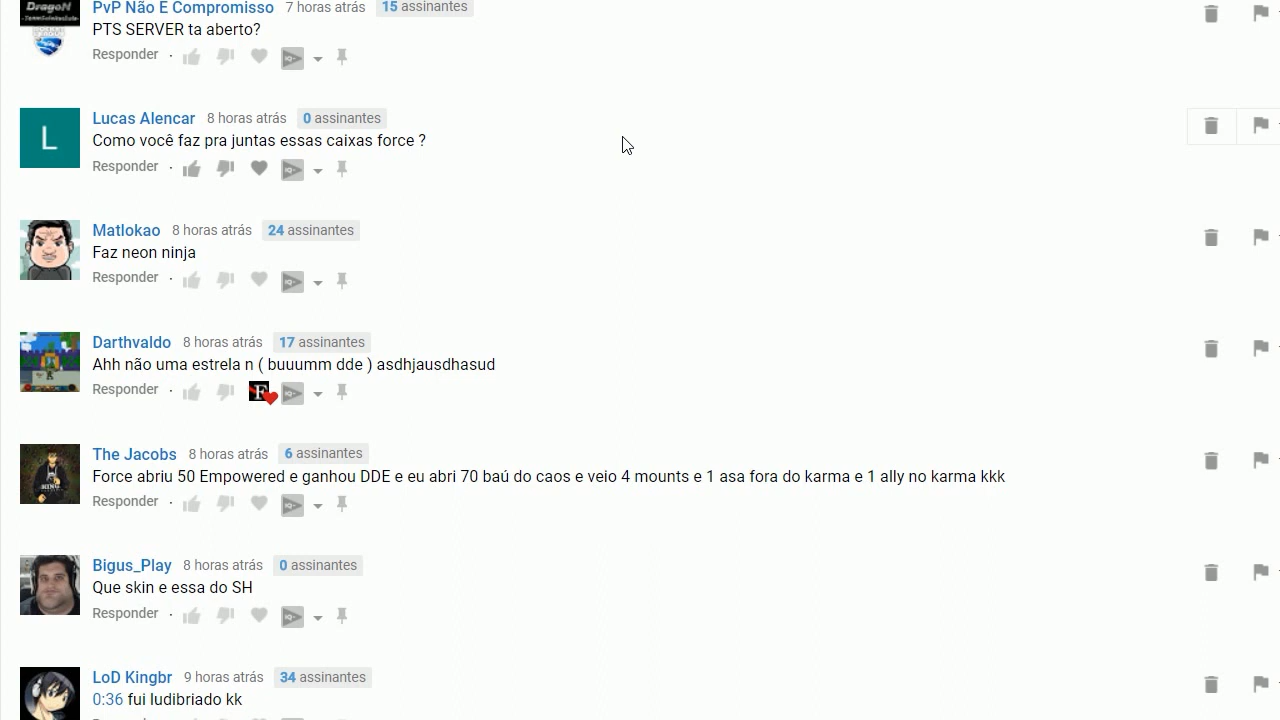 DragoN
PvP Não É Compromisso 7 horas atrás 15 assinantes
PTS SERVER ta aberto?
Responder
L
Lucas Alencar 8 horas atrás 0 assinantes
Como você faz pra juntas essas caixas force ?
Responder
Matlokao 8 horas atrás 24 assinantes
Faz neon ninja
Responder
Darthvaldo 8 horas atrás 17 assinantes
Ahh não uma estrela n ( buuumm dde ) asdhjausdhasud
Responder
F
The Jacobs 8 horas atrás 6 assinantes
Force abriu 50 Empowered e ganhou DDE e eu abri 70 baú do caos e veio 4 mounts e 1 asa fora do karma e 1 ally no karma kkk
Responder
Bigus_Play 8 horas atrás 0 assinantes
Que skin e essa do SH
Responder
LoD Kingbr 9 horas atrás 34 assinantes
0:36 fui ludibriado kk